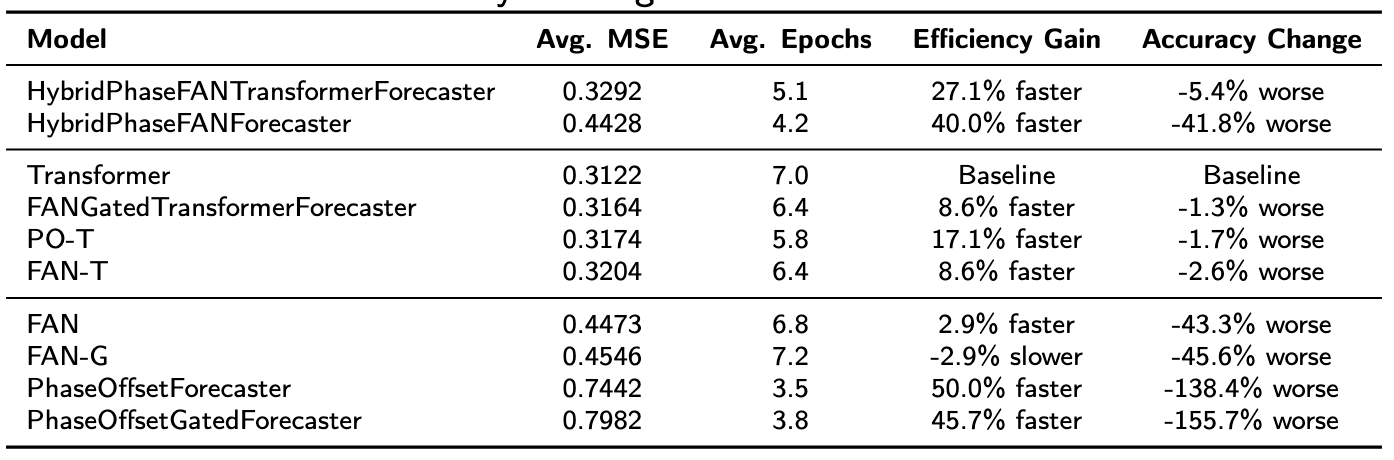 Model Avg. MSE Avg. Epochs Efficiency Gain Accuracy Change
HybridPhaseFANTransformerForecaster 0.3292 5.1 27.1% faster -5.4% worse
HybridPhaseFANForecaster 0.4428 4.2 40.0% faster -41.8% worse
Transformer 0.3122 7.0 Baseline Baseline
FANGatedTransformerForecaster 0.3164 6.4 8.6% faster -1.3% worse
PO-T 0.3174 5.8 17.1% faster -1.7% worse
FAN-T 0.3204 6.4 8.6% faster -2.6% worse
FAN 0.4473 6.8 2.9% faster -43.3% worse
FAN-G 0.4546 7.2 -2.9% slower -45.6% worse
PhaseOffsetForecaster 0.7442 3.5 50.0% faster -138.4% worse
PhaseOffsetGatedForecaster 0.7982 3.8 45.7% faster -155.7% worse